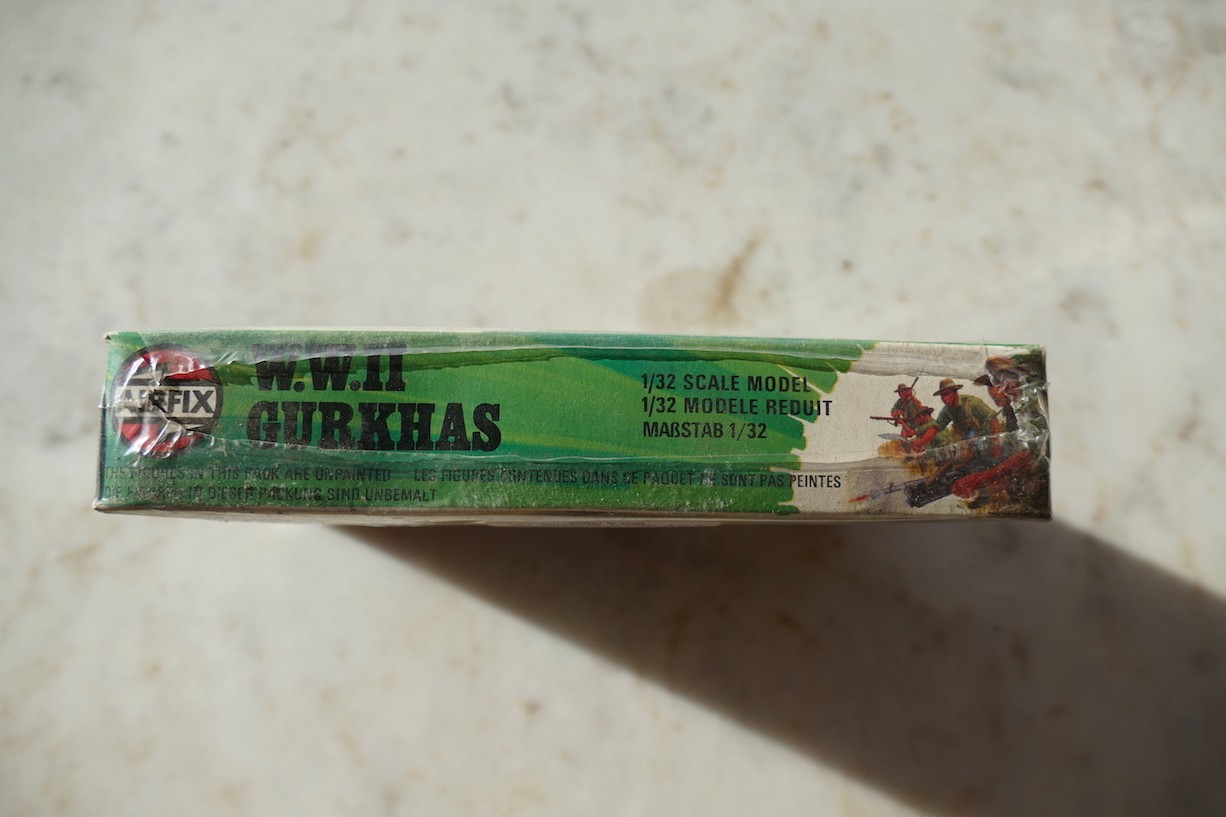 AIRFIX
W.W.II
GURKHAS
1/32 SCALE MODEL
1/32 MODELE REDUIT
MAßSTAB 1/32
THE FIGURES IN THIS PACK ARE UNPAINTED LES FIGURES CONTENUES DANS CE PAQUET NE SONT PAS PEINTES
DIE FIGUREN IN DIESER PACKUNG SIND UNBEMALT